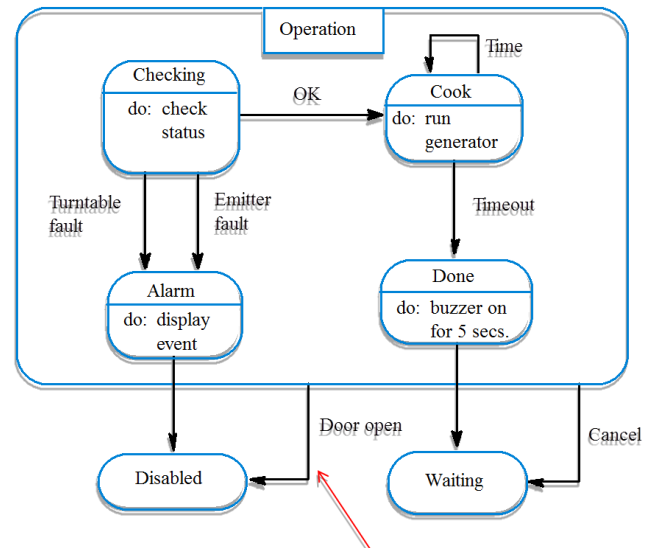 Operation
Checking
do: check
status
OK
Time
Cook
do: run
generator
Turntable
fault
Emitter
fault
Timeout
Alarm
do: display
event
Done
do: buzzer on
for 5 secs.
Door open
Cancel
Disabled
Waiting